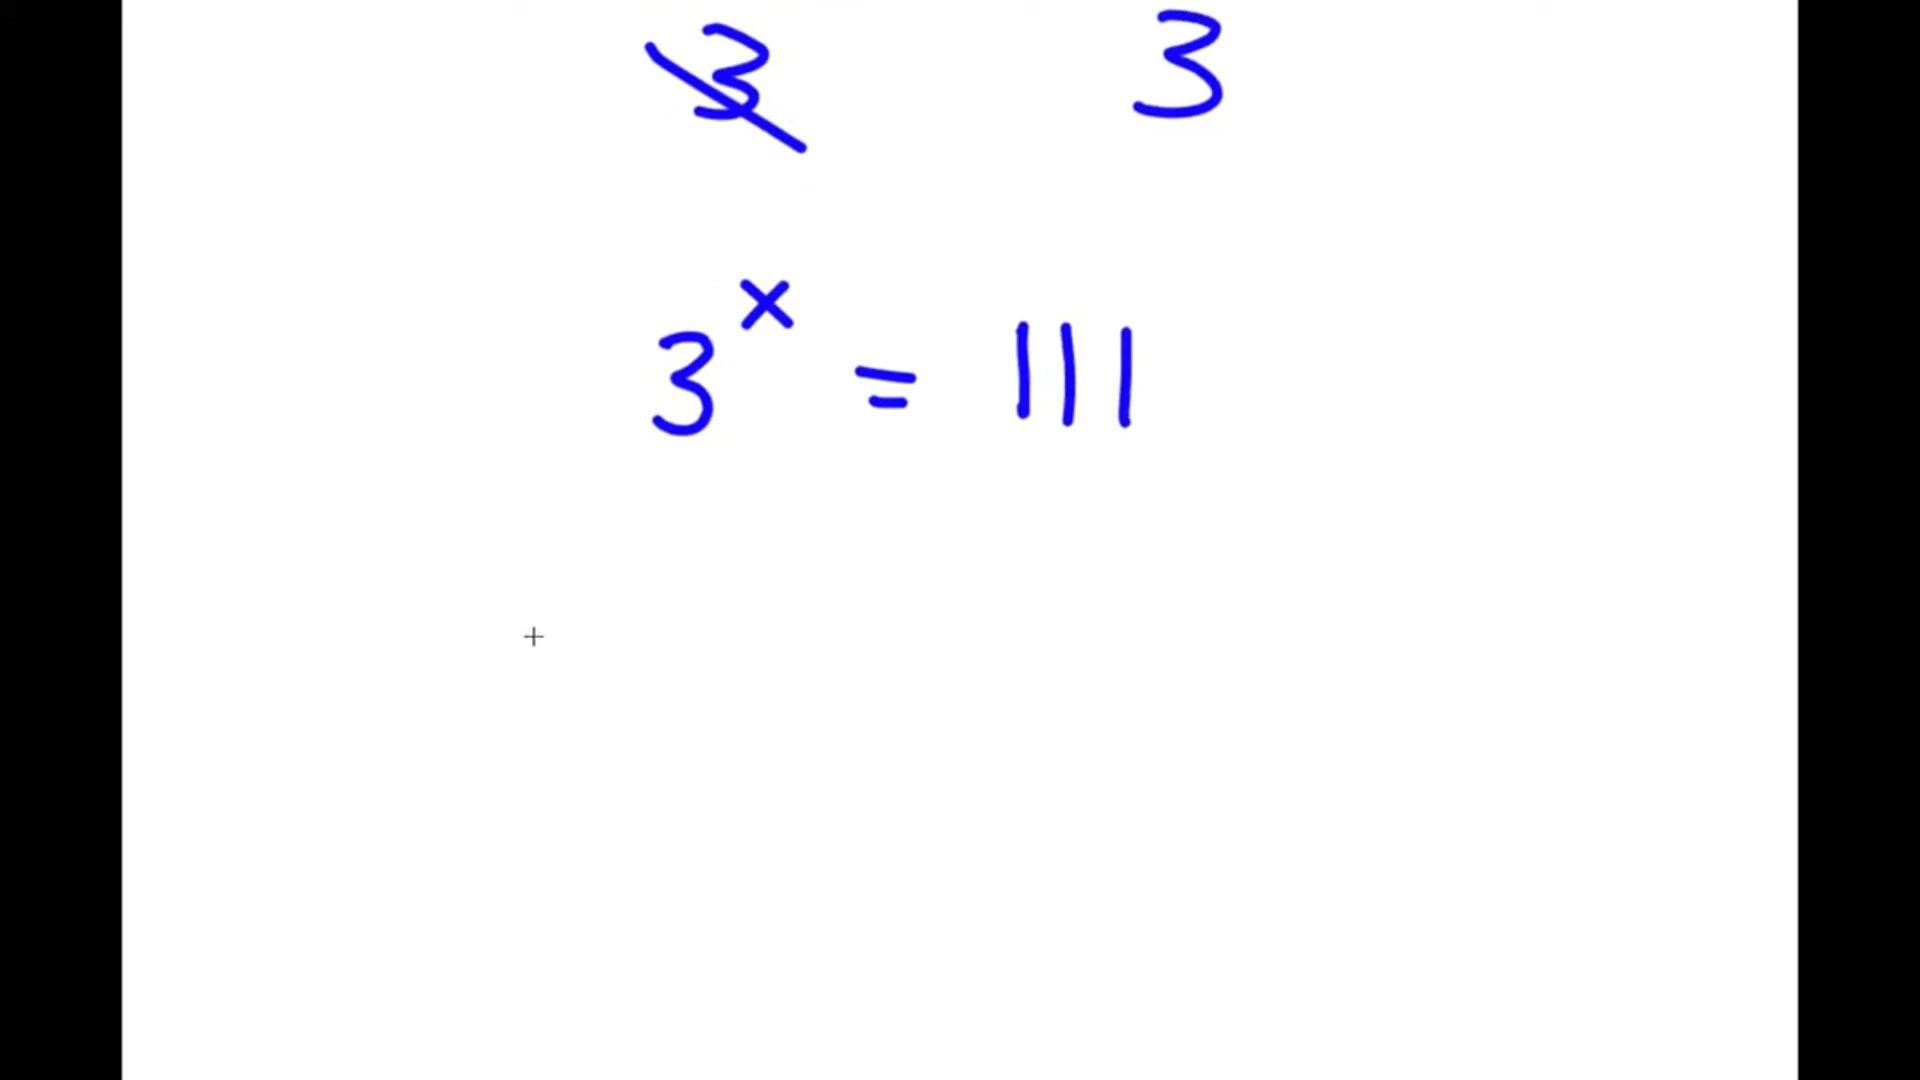 3 3
3^x = 111